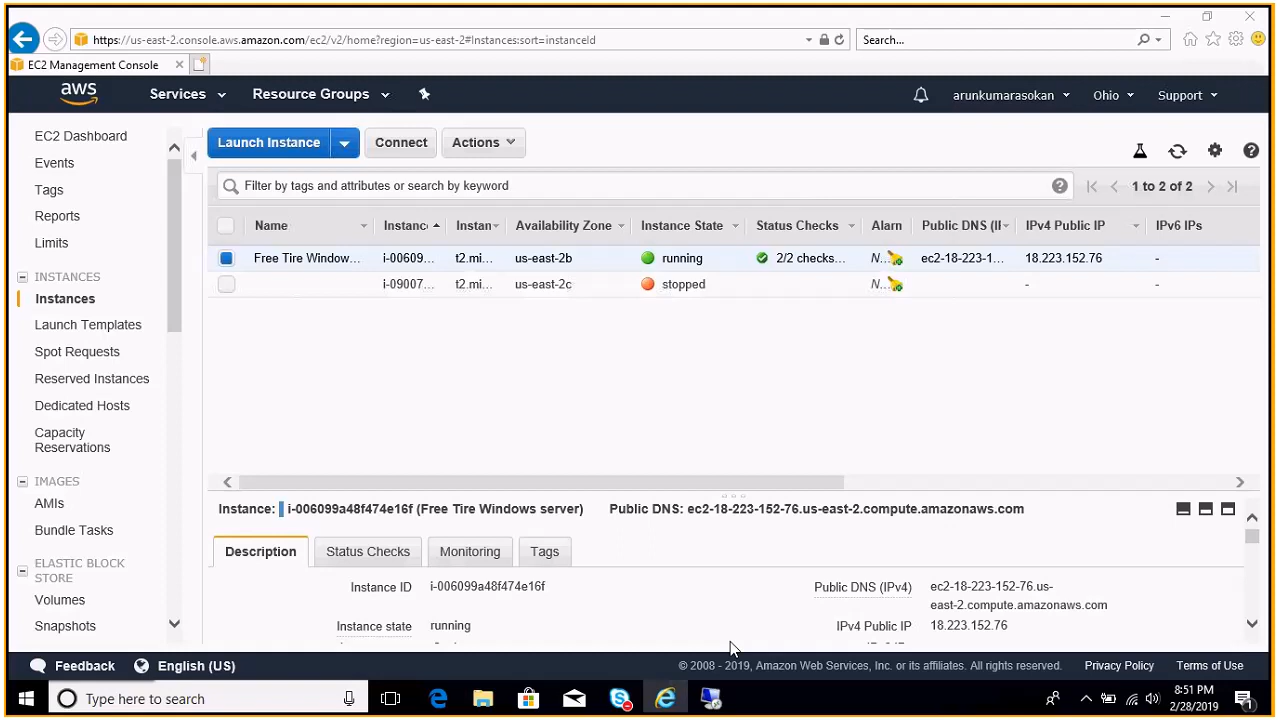 https://us-east-2.console.aws.amazon.com/ec2/v2/home?region=us-east-2#Instances:sort=instanceId
Search...
EC2 Management Console
aws
Services
Resource Groups
arunkumarasokan
Ohio
Support
EC2 Dashboard
Events
Tags
Reports
Limits
INSTANCES
Instances
Launch Templates
Spot Requests
Reserved Instances
Dedicated Hosts
Capacity
Reservations
IMAGES
AMIs
Bundle Tasks
ELASTIC BLOCK
STORE
Volumes
Snapshots
Launch Instance
Connect
Actions
Filter by tags and attributes or search by keyword
1 to 2 of 2
Name Instanc Instan Availability Zone Instance State Status Checks Alarn Public DNS (II IPv4 Public IP IPv6 IPs
Free Tire Window... i-00609... t2.mi... us-east-2b running 2/2 checks... N... ec2-18-223-1... 18.223.152.76 -
i-09007... t2.mi... us-east-2c stopped N... - -
Instance: i-006099a48f474e16f (Free Tire Windows server) Public DNS: ec2-18-223-152-76.us-east-2.compute.amazonaws.com
Description
Status Checks
Monitoring
Tags
Instance ID i-006099a48f474e16f
Public DNS (IPv4) ec2-18-223-152-76.us-
east-2.compute.amazonaws.com
Instance state running
IPv4 Public IP 18.223.152.76
Feedback
English (US)
© 2008 - 2019, Amazon Web Services, Inc. or its affiliates. All rights reserved.
Privacy Policy
Terms of Use
Type here to search
8:51 PM
2/28/2019